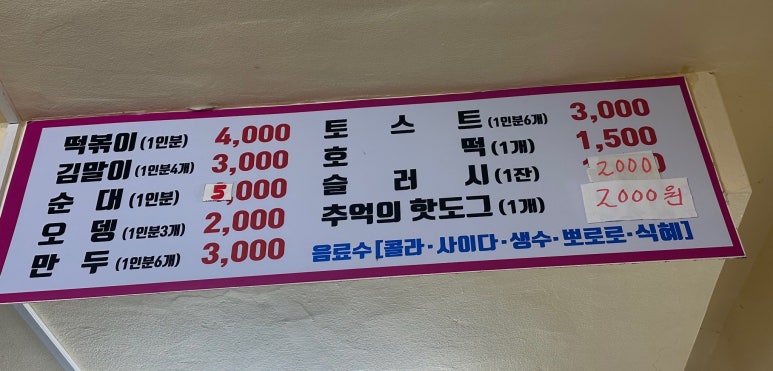 떡볶이 (1인분) 4,000
김말이 (1인분4개) 3,000
순대 (1인분) 5,000
오뎅 (1인분3개) 2,000
만두 (1인분6개) 3,000
토스트 (1인분6개) 3,000
호떡 (1개) 1,500
슬러시 (1잔) 2000
추억의 핫도그 (1개) 2000원
음료수 [콜라·사이다·생수·뽀로로·식혜]